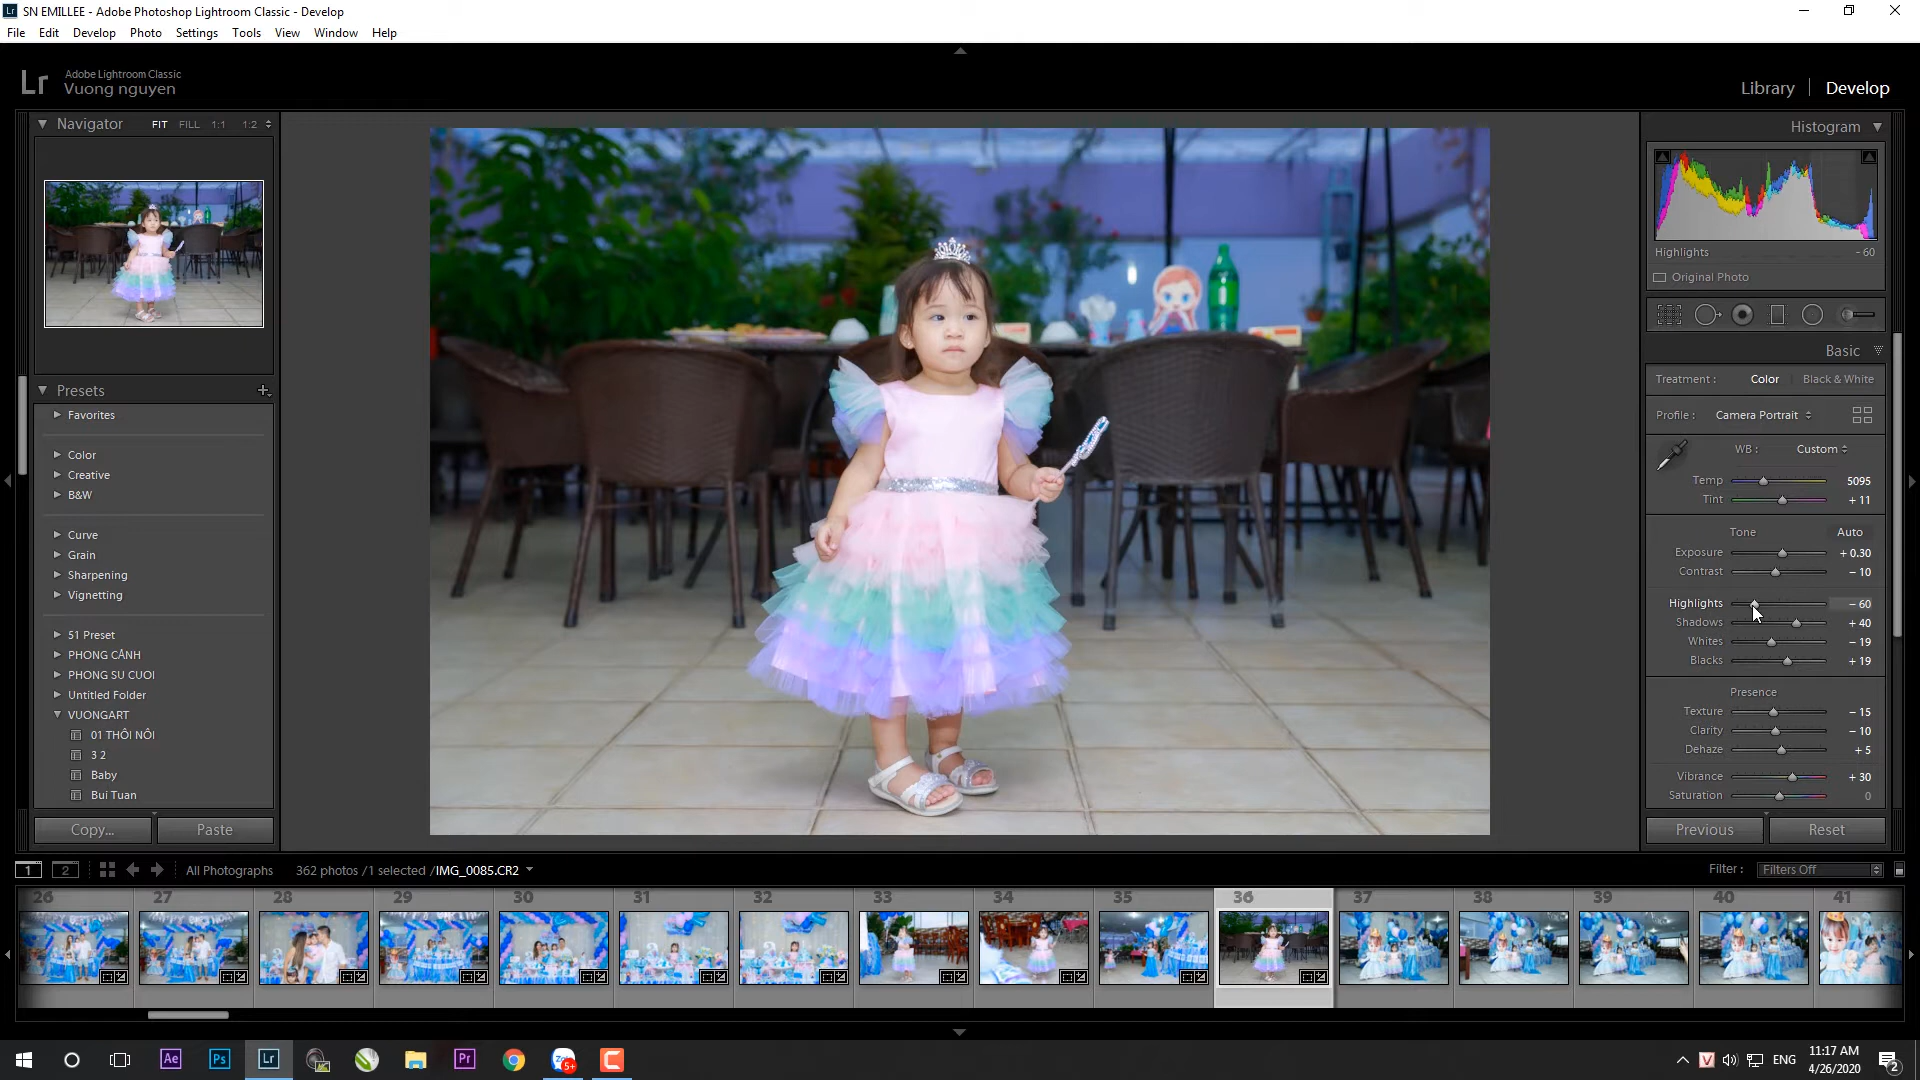 SN EMILLEE - Adobe Photoshop Lightroom Classic - Develop
File Edit Develop Photo Settings Tools View Window Help
Lr
Adobe Lightroom Classic
Vuong nguyen
Library | Develop
Navigator FIT FILL 1:1 1:2
Presets +
Favorites
Color
Creative
B&W
Curve
Grain
Sharpening
Vignetting
51 Preset
PHONG CẢNH
PHONG SU CUOI
Untitled Folder
VUONGART
01 THÔI NÔI
3 2
Baby
Bui Tuan
Copy... Paste
Histogram
Highlights - 60
Original Photo
Basic
Treatment : Color Black & White
Profile : Camera Portrait
WB : Custom
Temp 5095
Tint + 11
Tone Auto
Exposure + 0.30
Contrast - 10
Highlights - 60
Shadows + 40
Whites - 19
Blacks + 19
Presence
Texture - 15
Clarity - 10
Dehaze + 5
Vibrance + 30
Saturation 0
Previous Reset
1 2 All Photographs 362 photos /1 selected /IMG_0085.CR2 Filter : Filters Off
26 27 28 29 30 31 32 33 34 35 36 37 38 39 40 41
Ae Ps Lr Pr 5+ C V ENG 11:17 AM
4/26/2020 2